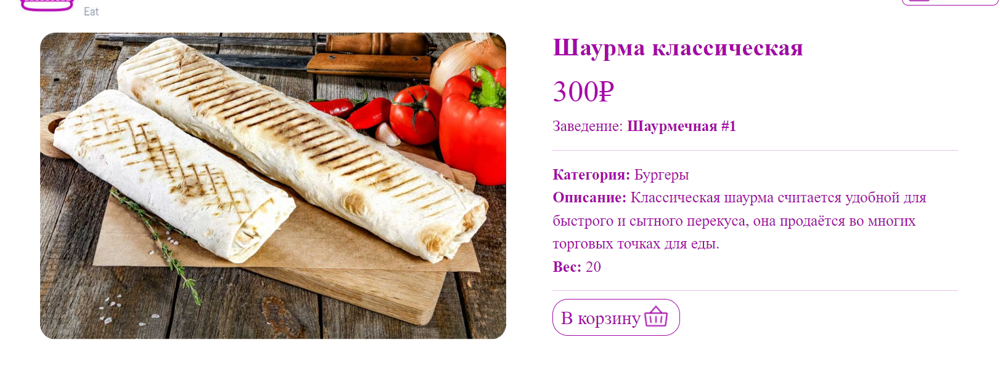 Eat
Шаурма классическая
300₽
Заведение: Шаурмечная #1
Категория: Бургеры
Описание: Классическая шаурма считается удобной для
быстрого и сытного перекуса, она продаётся во многих
торговых точках для еды.
Вес: 20
В корзину